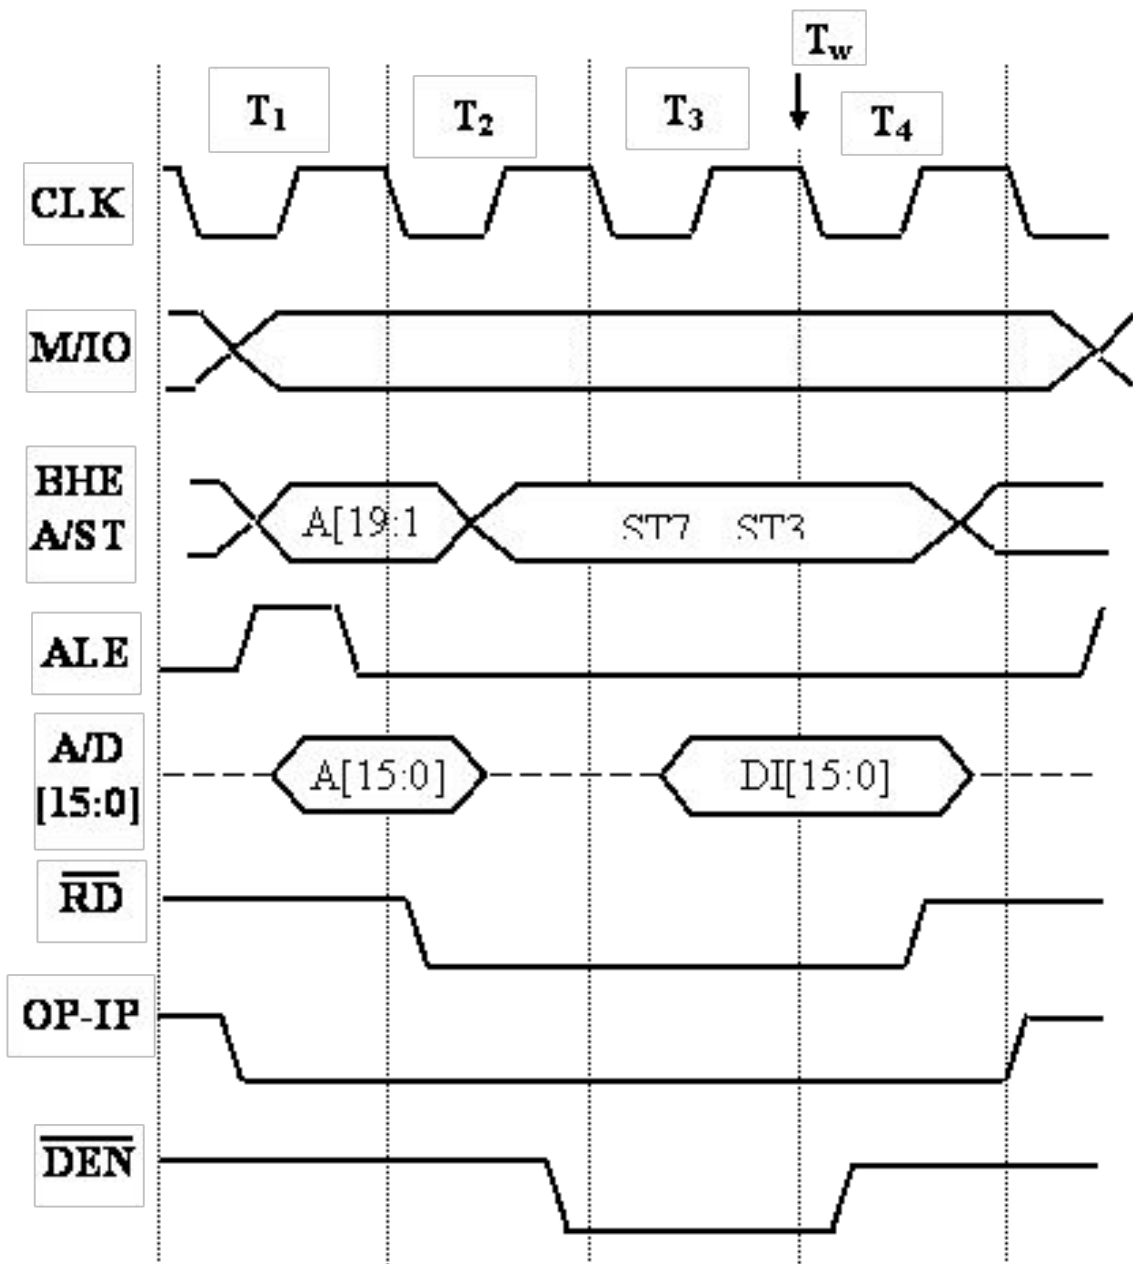 Tw
T1
T2
T3
T4
CLK
M/IO
BHE
A/ST
A[19:1
ST7 ST3
ALE
A/D
[15:0]
A[15:0]
DI[15:0]
RD
OP-IP
DEN